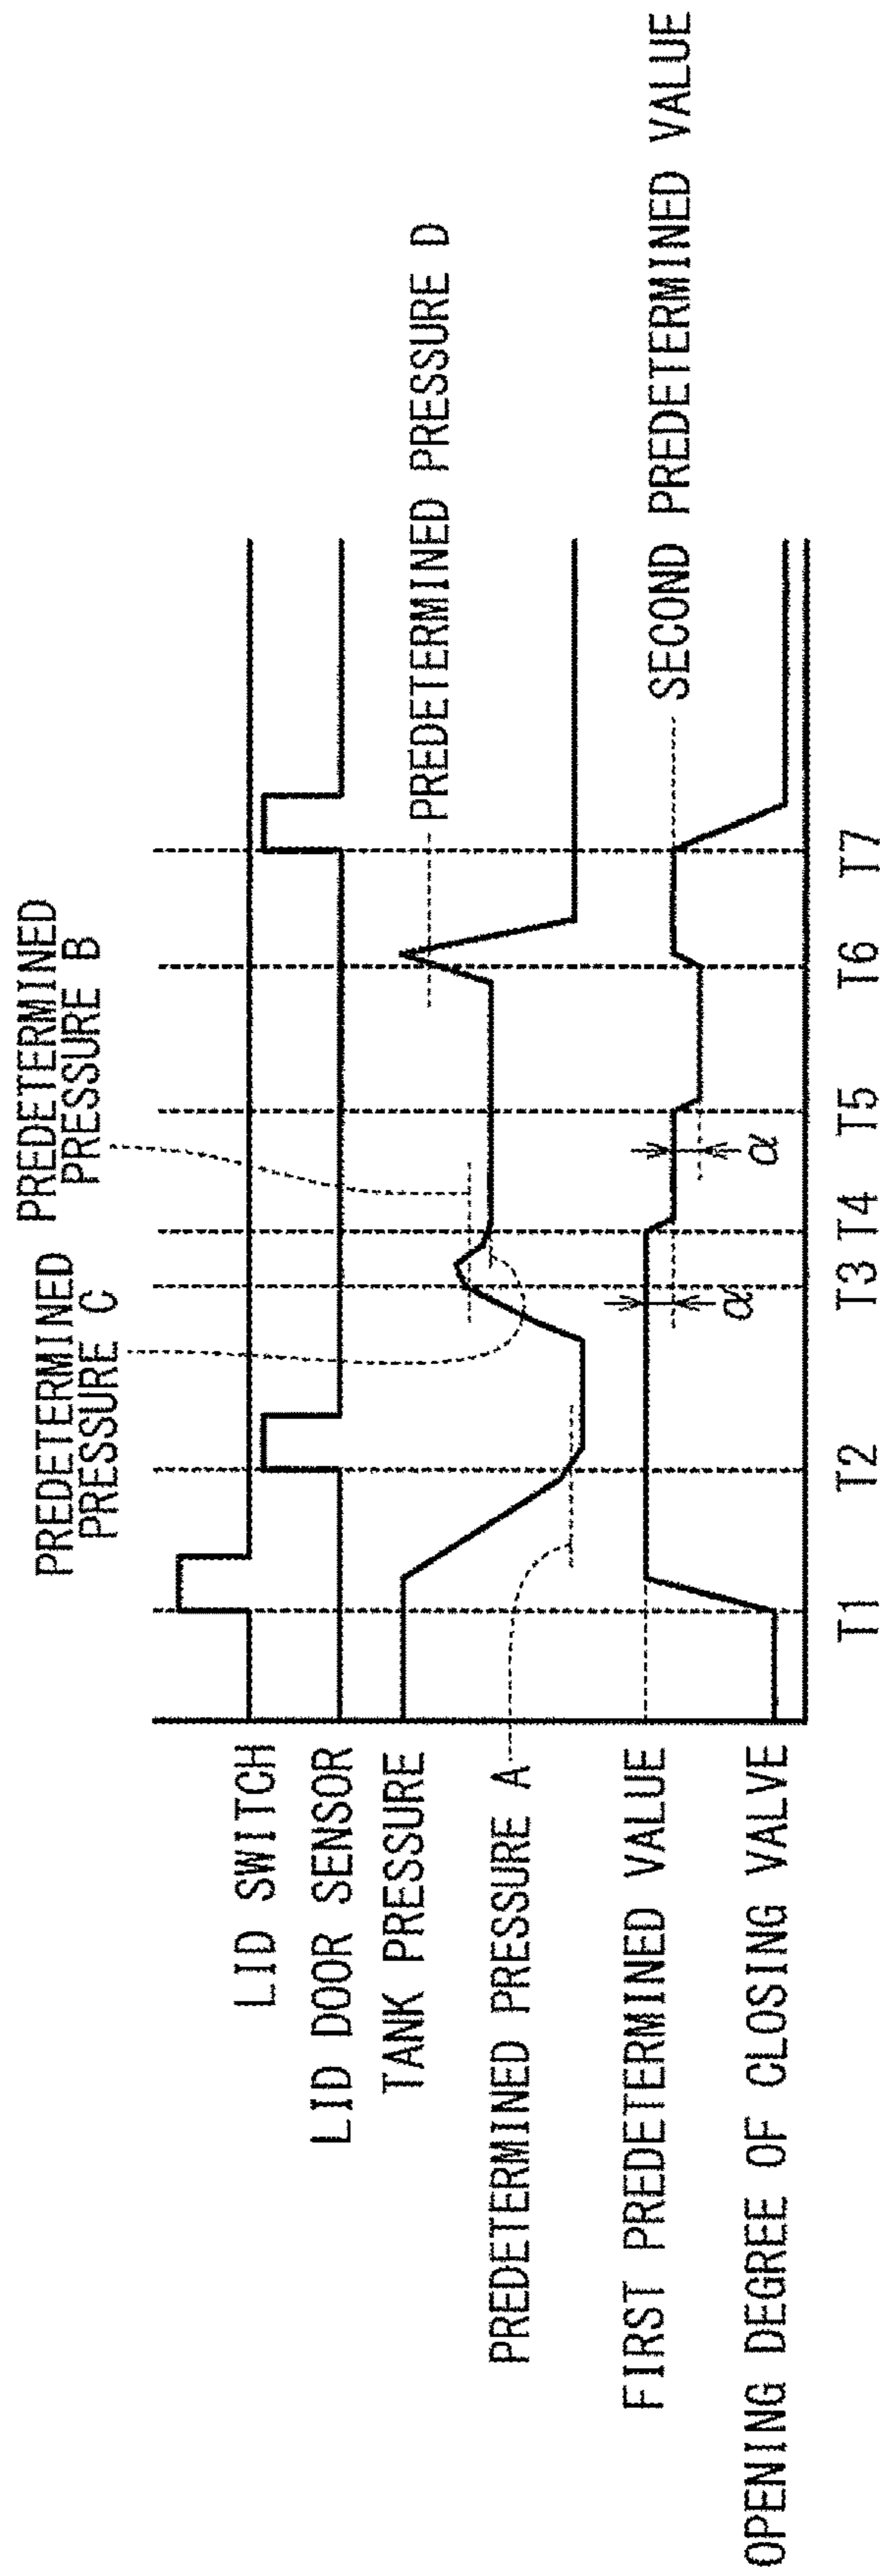 PREDETERMINED
PRESSURE C
PREDETERMINED
PRESSURE B
LID SWITCH
LID DOOR SENSOR
TANK PRESSURE
PREDETERMINED PRESSURE D
PREDETERMINED PRESSURE A
FIRST PREDETERMINED VALUE
SECOND PREDETERMINED VALUE
α
α
OPENING DEGREE OF CLOSING VALVE
T1 T2 T3 T4 T5 T6 T7